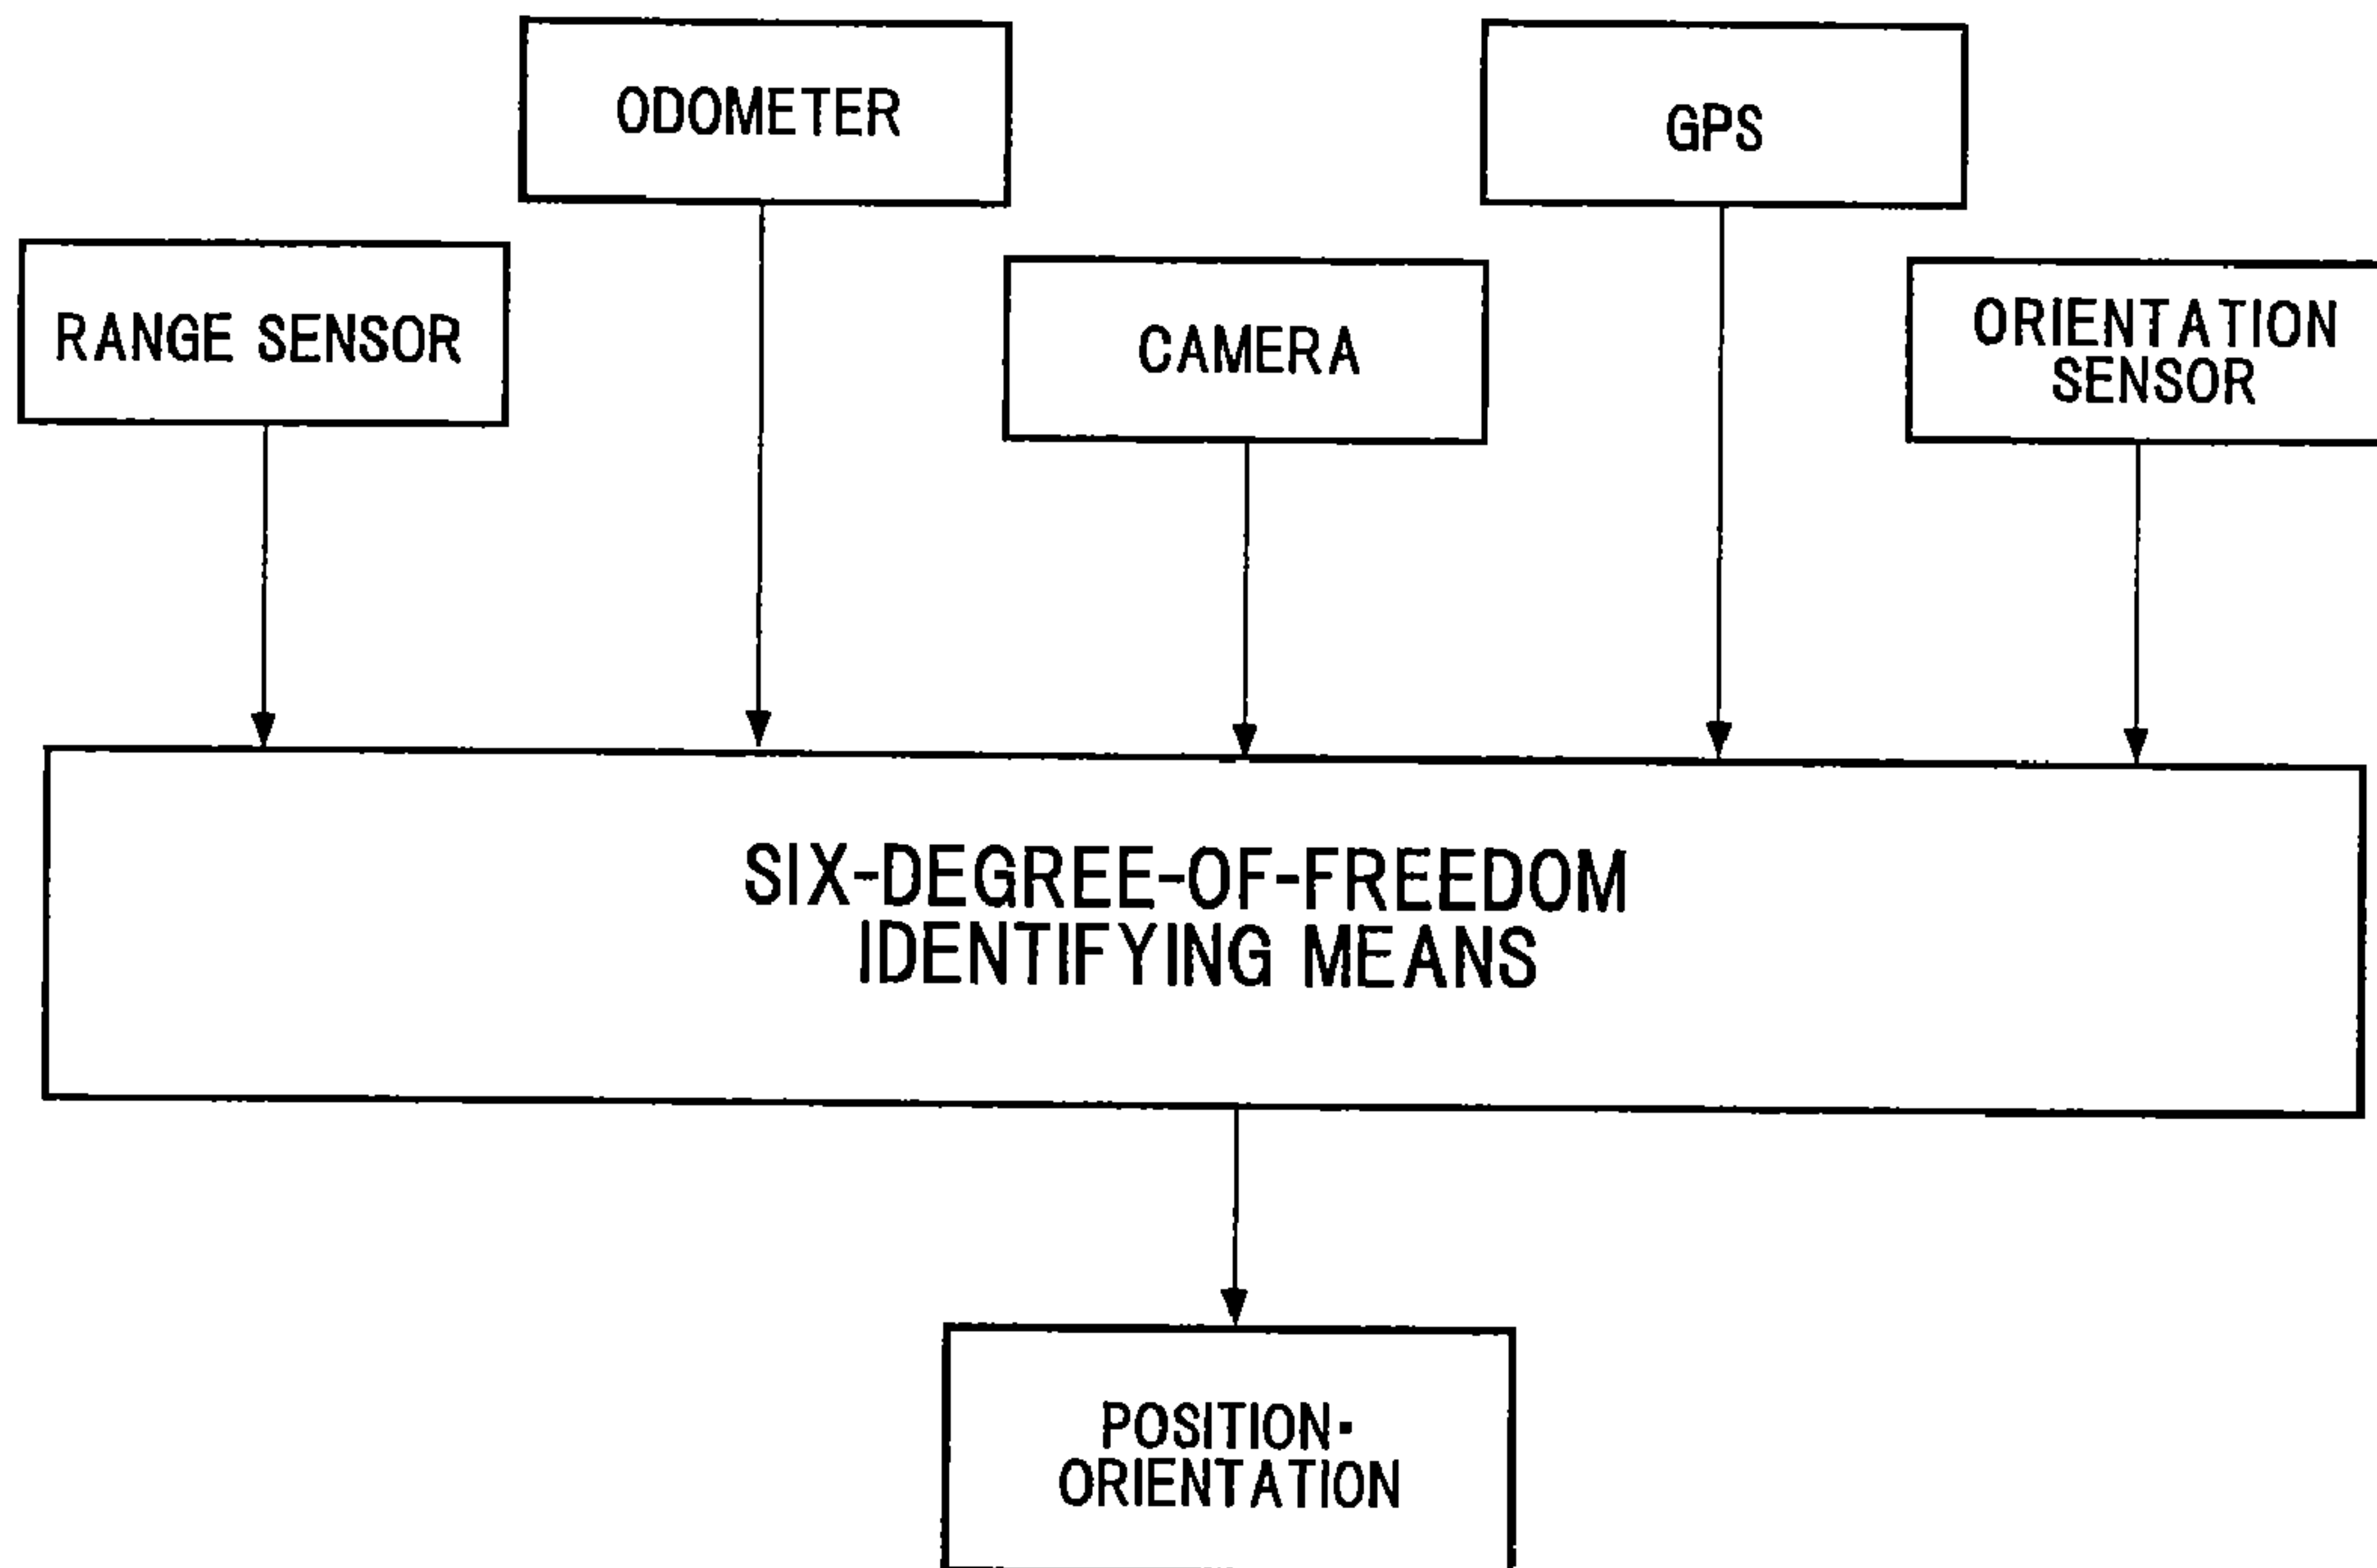 ODOMETER
GPS
RANGE SENSOR
CAMERA
ORIENTATION
SENSOR
SIX-DEGREE-OF-FREEDOM
IDENTIFYING MEANS
POSITION·
ORIENTATION